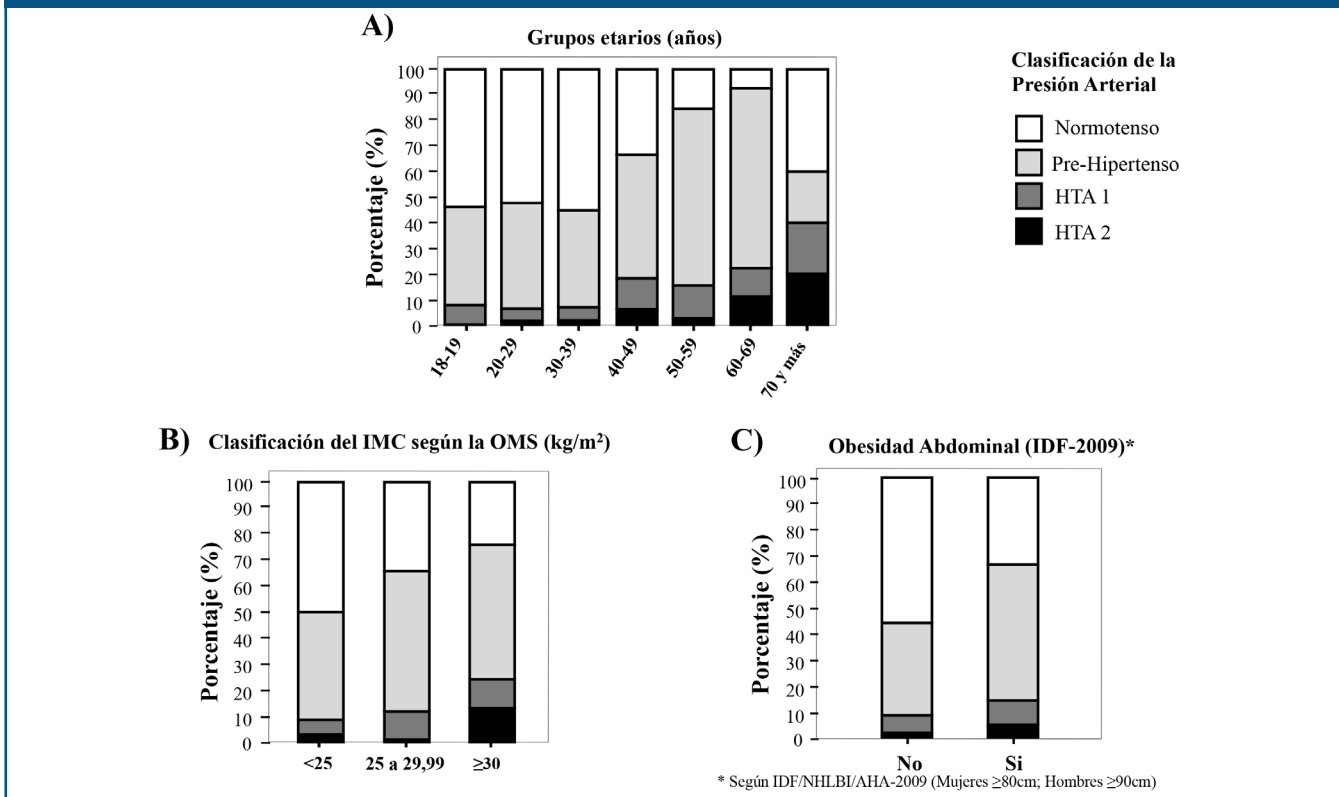 A)
Grupos etarios (años)
Clasificación de la
Presión Arterial
Normotenso
Pre-Hipertenso
HTA 1
HTA 2
Porcentaje (%)
100
90
80
70
60
50
40
30
20
10
0
18-19
20-29
30-39
40-49
50-59
60-69
70 y más
B) Clasificación del IMC según la OMS (kg/m²)
Porcentaje (%)
100
90
80
70
60
50
40
30
20
10
0
<25
25 a 29,99
≥30
C) Obesidad Abdominal (IDF-2009)*
Porcentaje (%)
100
90
80
70
60
50
40
30
20
10
0
No
Si
* Según IDF/NHLBI/AHA-2009 (Mujeres ≥80cm; Hombres ≥90cm)